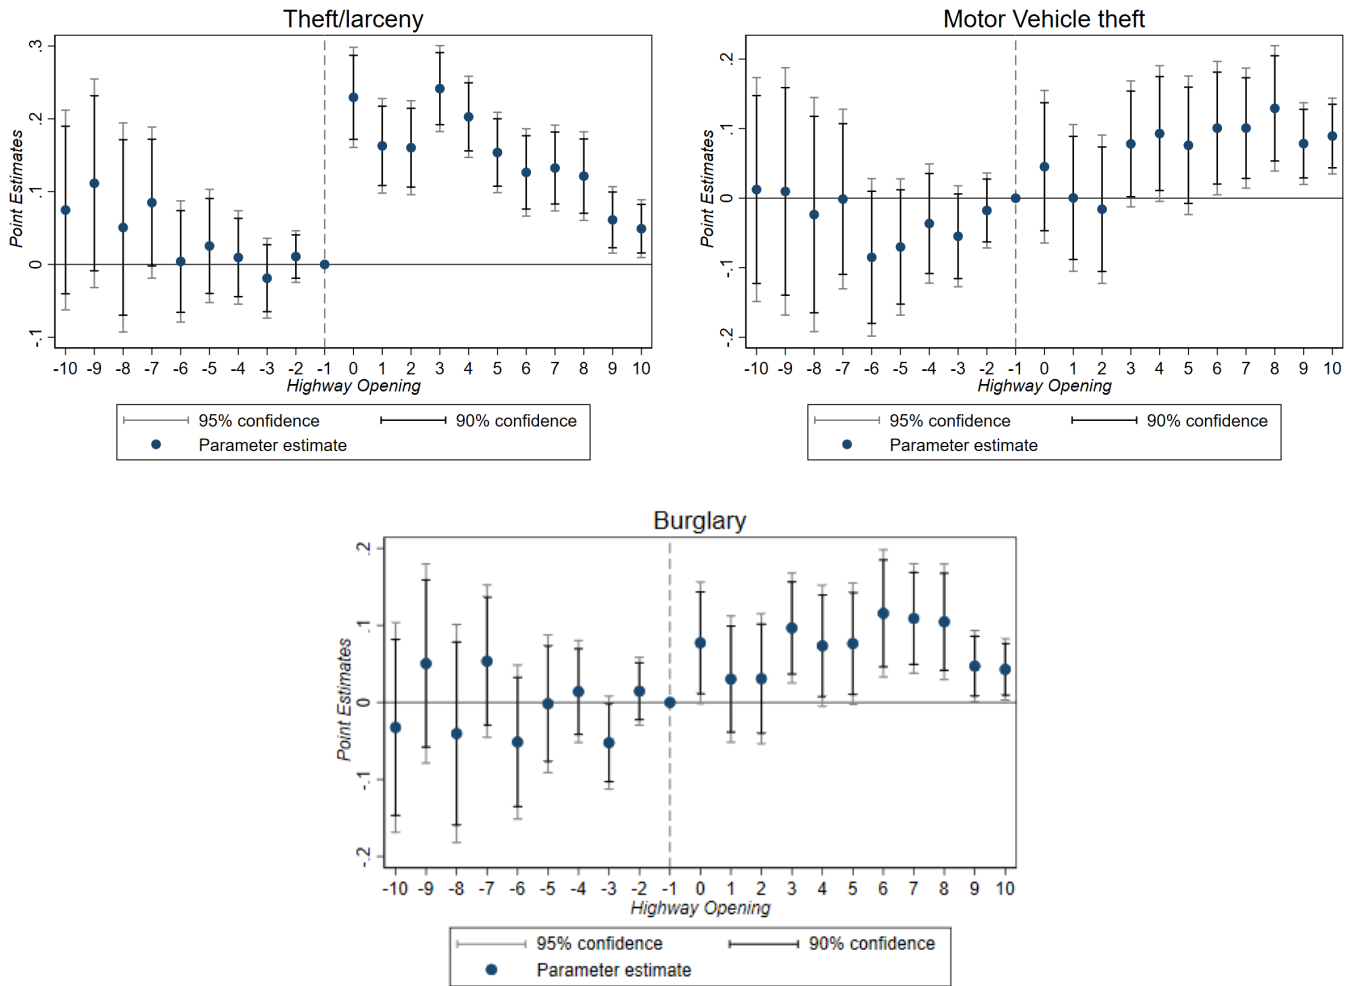 Theft/larceny
Point Estimates
.3
.2
.1
0
-.1
-10 -9 -8 -7 -6 -5 -4 -3 -2 -1 0 1 2 3 4 5 6 7 8 9 10
Highway Opening
95% confidence 90% confidence
Parameter estimate
Motor Vehicle theft
Point Estimates
.2
.1
0
-.1
-.2
-10 -9 -8 -7 -6 -5 -4 -3 -2 -1 0 1 2 3 4 5 6 7 8 9 10
Highway Opening
95% confidence 90% confidence
Parameter estimate
Burglary
Point Estimates
.2
.1
0
-.1
-.2
-10 -9 -8 -7 -6 -5 -4 -3 -2 -1 0 1 2 3 4 5 6 7 8 9 10
Highway Opening
95% confidence 90% confidence
Parameter estimate